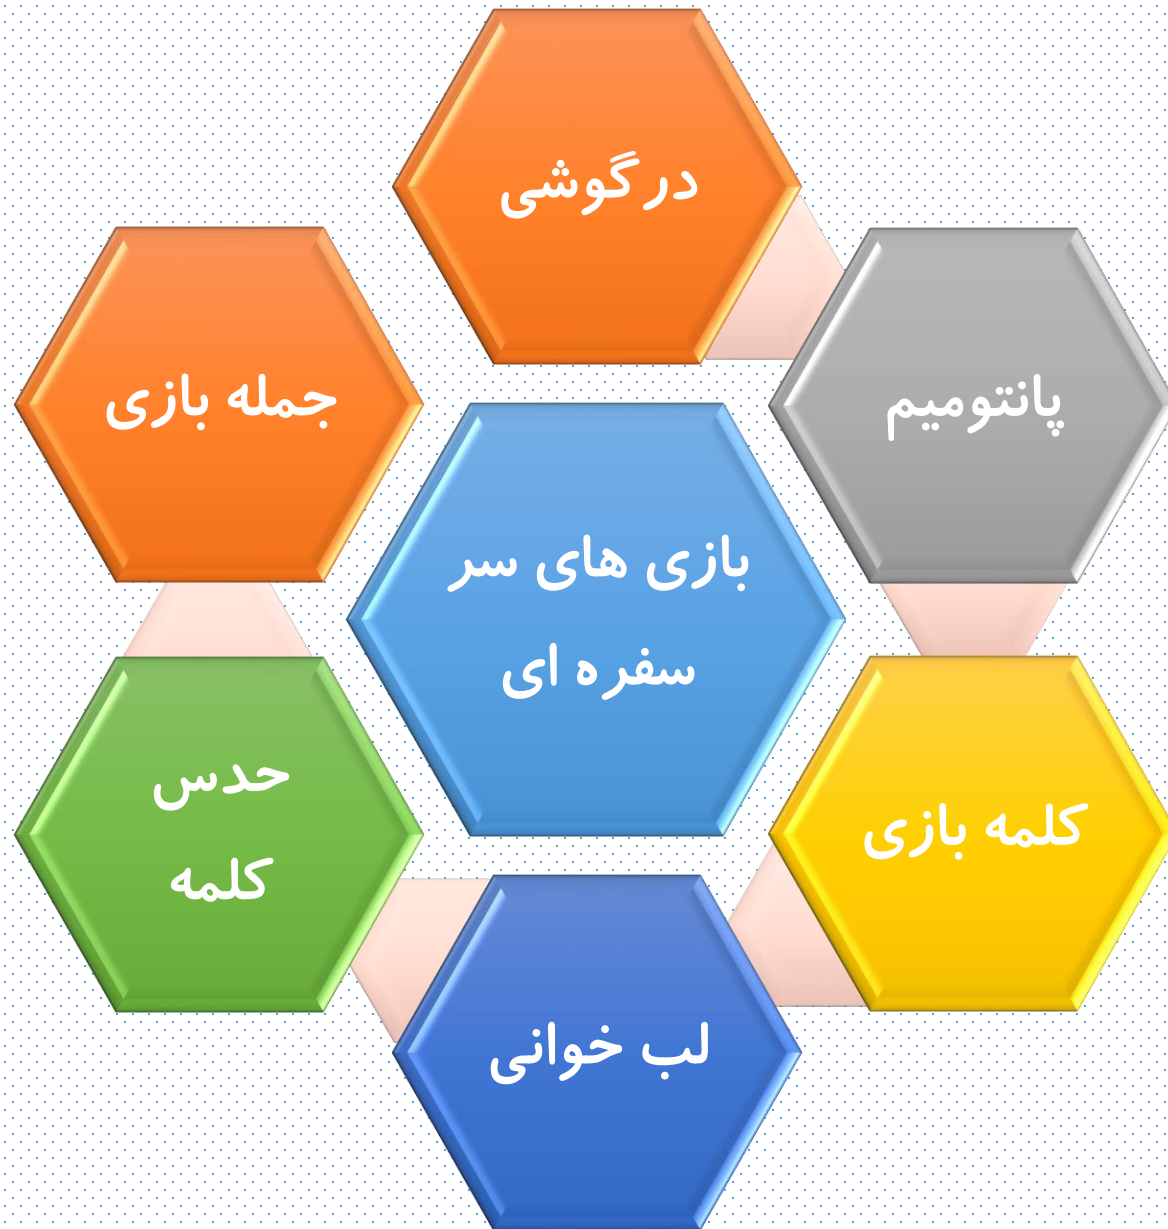 درگوشی
پانتومیم
جمله بازی
بازی های سر
سفره ای
کلمه بازی
حدس
کلمه
لب خوانی